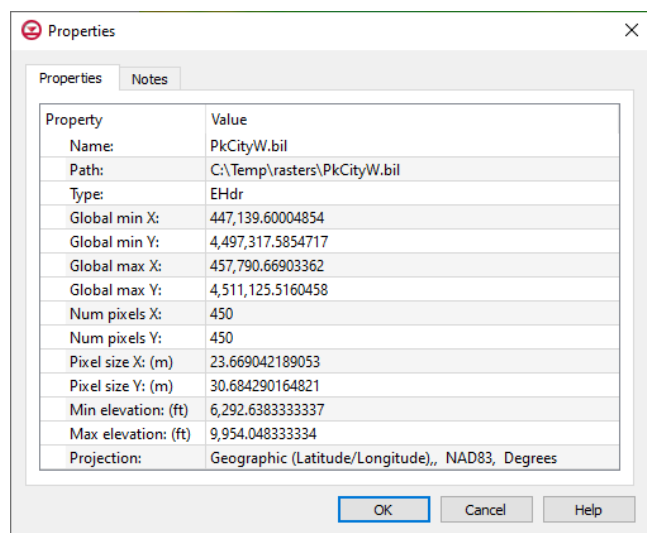 Properties
Properties Notes
Property Value
Name: PkCityW.bil
Path: C:\Temp\rasters\PkCityW.bil
Type: EHdr
Global min X: 447,139.60004854
Global min Y: 4,497,317.5854717
Global max X: 457,790.66903362
Global max Y: 4,511,125.5160458
Num pixels X: 450
Num pixels Y: 450
Pixel size X: (m) 23.669042189053
Pixel size Y: (m) 30.684290164821
Min elevation: (ft) 6,292.6383333337
Max elevation: (ft) 9,954.048333334
Projection: Geographic (Latitude/Longitude),, NAD83, Degrees
OK Cancel Help